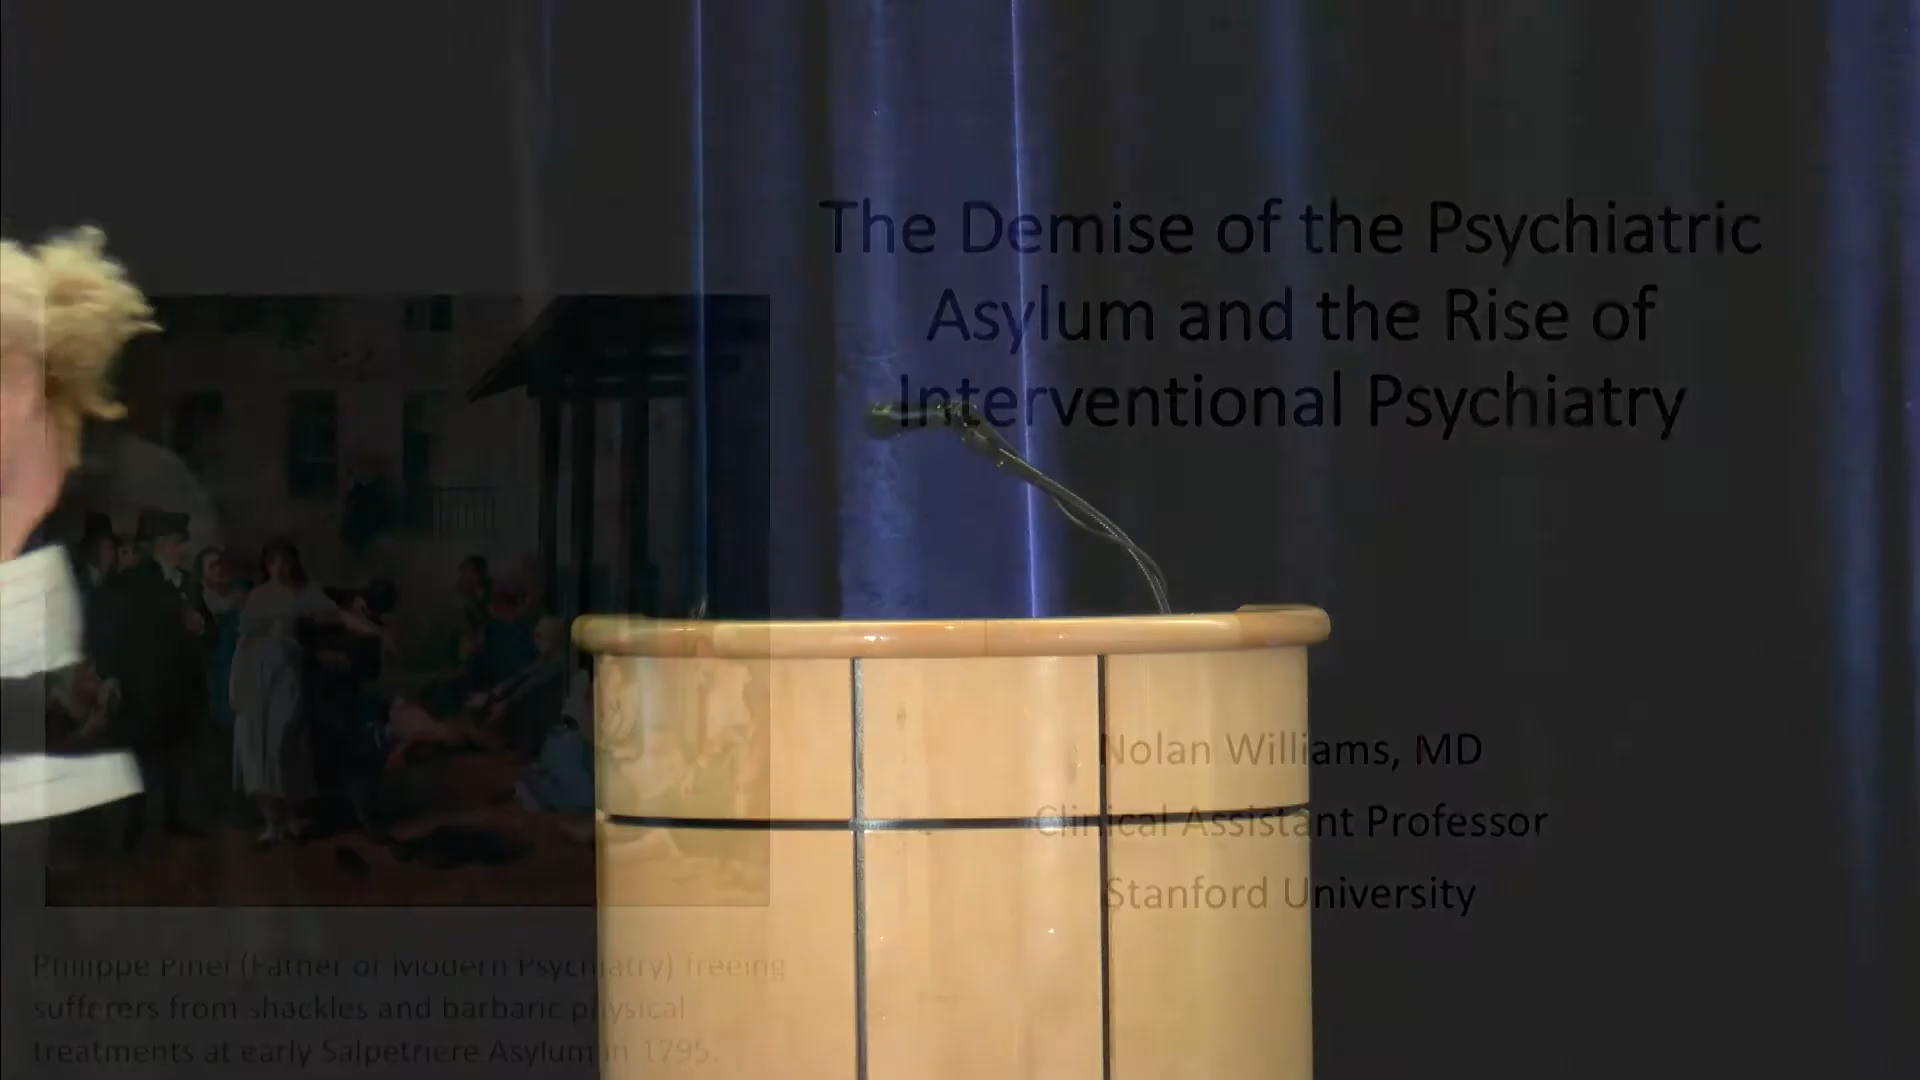 The Demise of the Psychiatric
Asylum and the Rise of
Interventional Psychiatry
Nolan Williams, MD
Clinical Assistant Professor
Stanford University
Philippe Pinel (Father of Modern Psychiatry) freeing
sufferers from shackles and barbaric physical
treatments at early Salpetriere Asylum in 1795.